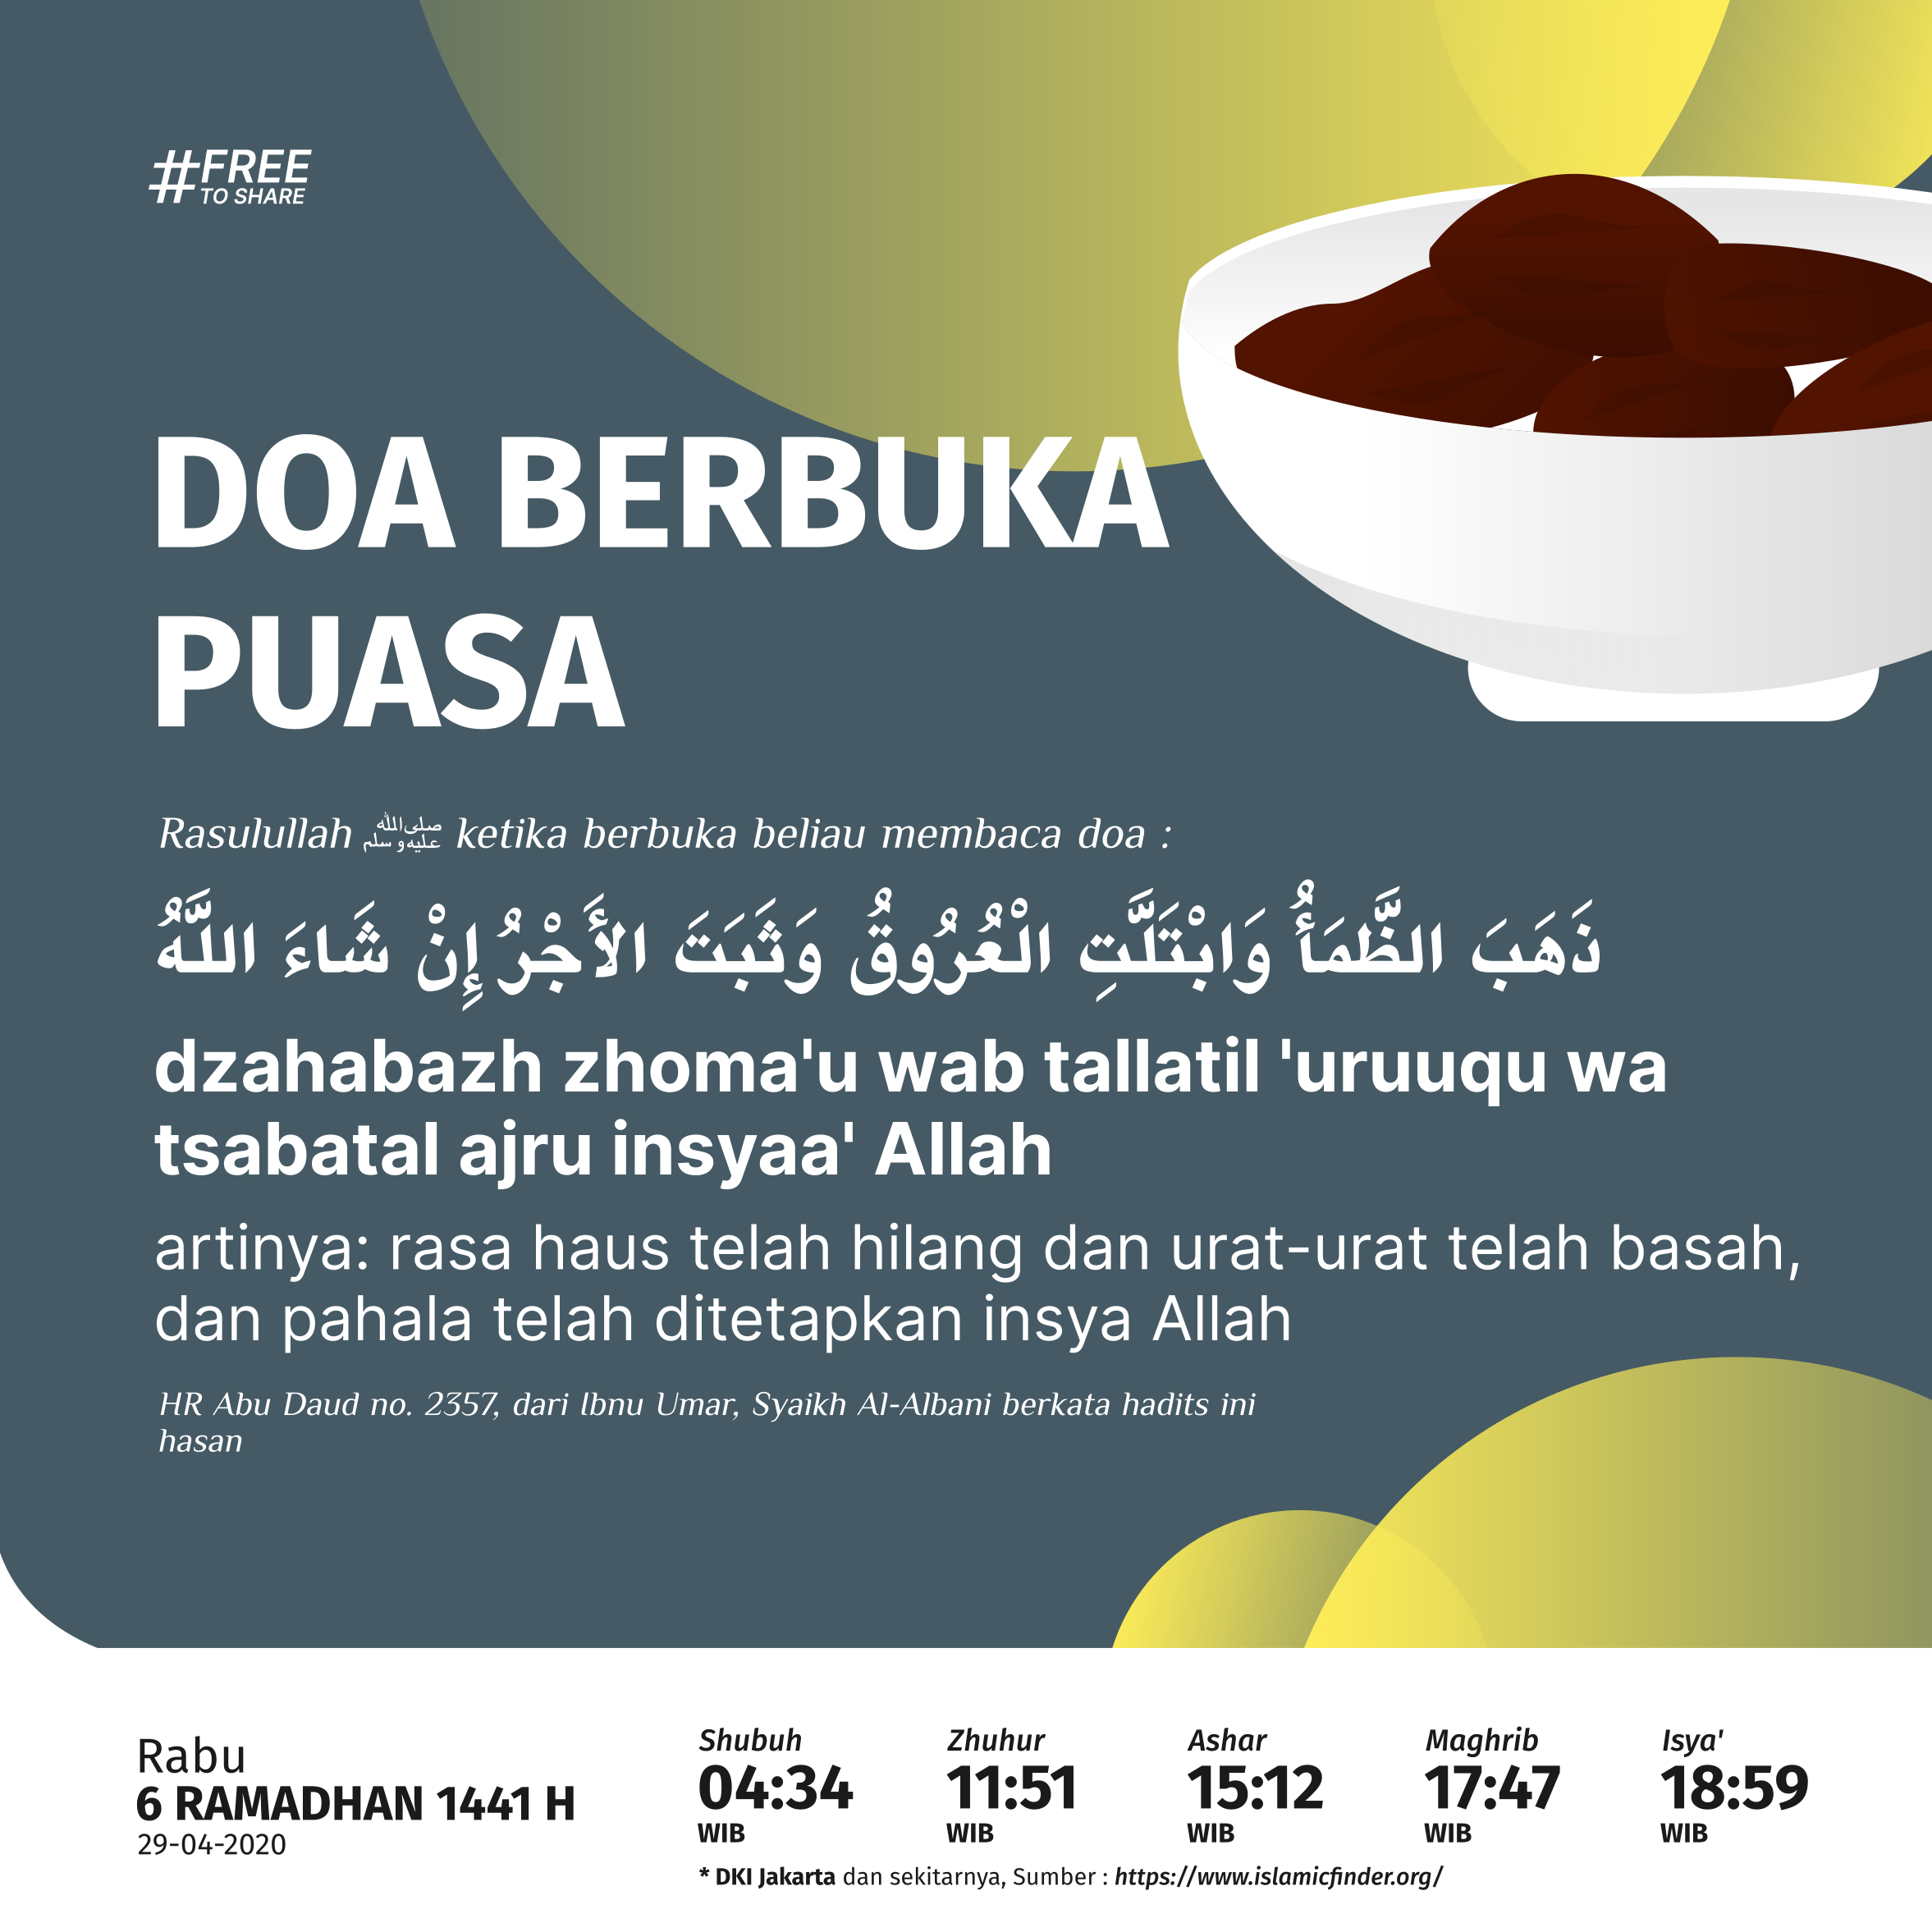 #FREE
TO SHARE
DOA BERBUKA
PUASA
Rasulullah ﷺ ketika berbuka beliau membaca doa :
ذَهَبَ الظَّمَأُ وَابْتَلَّتِ الْعُرُوقُ وَثَبَتَ الأَجْرُ إِنْ شَاءَ اللَّهُ
dzahabazh zhoma'u wab tallatil 'uruuqu wa
tsabatal ajru insyaa' Allah
artinya: rasa haus telah hilang dan urat-urat telah basah,
dan pahala telah ditetapkan insya Allah
HR Abu Daud no. 2357, dari Ibnu Umar, Syaikh Al-Albani berkata hadits ini
hasan
Rabu
6 RAMADHAN 1441 H
29-04-2020
Shubuh Zhuhur Ashar Maghrib Isya'
04:34 11:51 15:12 17:47 18:59
WIB WIB WIB WIB WIB
* DKI Jakarta dan sekitarnya, Sumber : https://www.islamicfinder.org/